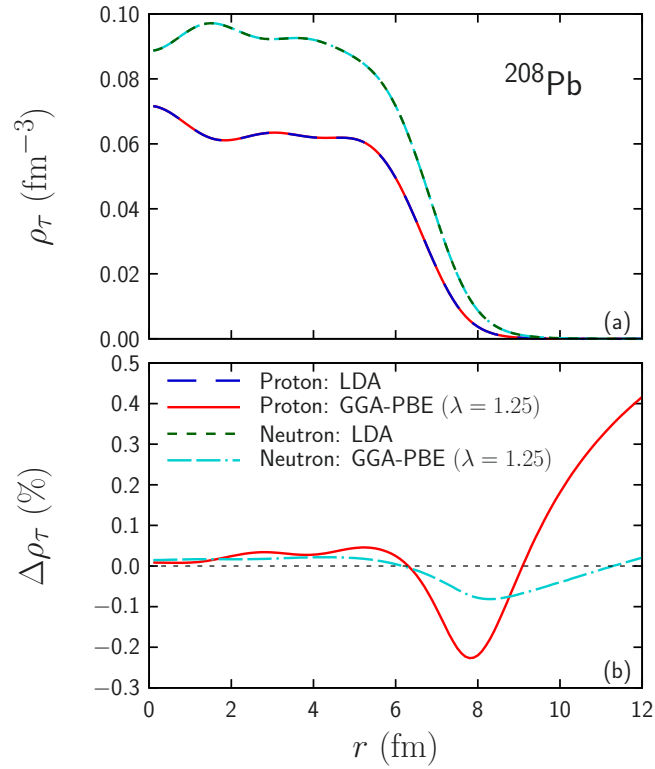 0.10
0.08
0.06
0.04
0.02
0.00
ρ_τ (fm⁻³)
²⁰⁸Pb
(a)
0.5
0.4
0.3
0.2
0.1
0.0
−0.1
−0.2
−0.3
Δρ_τ (%)
Proton: LDA
Proton: GGA-PBE (λ = 1.25)
Neutron: LDA
Neutron: GGA-PBE (λ = 1.25)
(b)
0 2 4 6 8 10 12
r (fm)